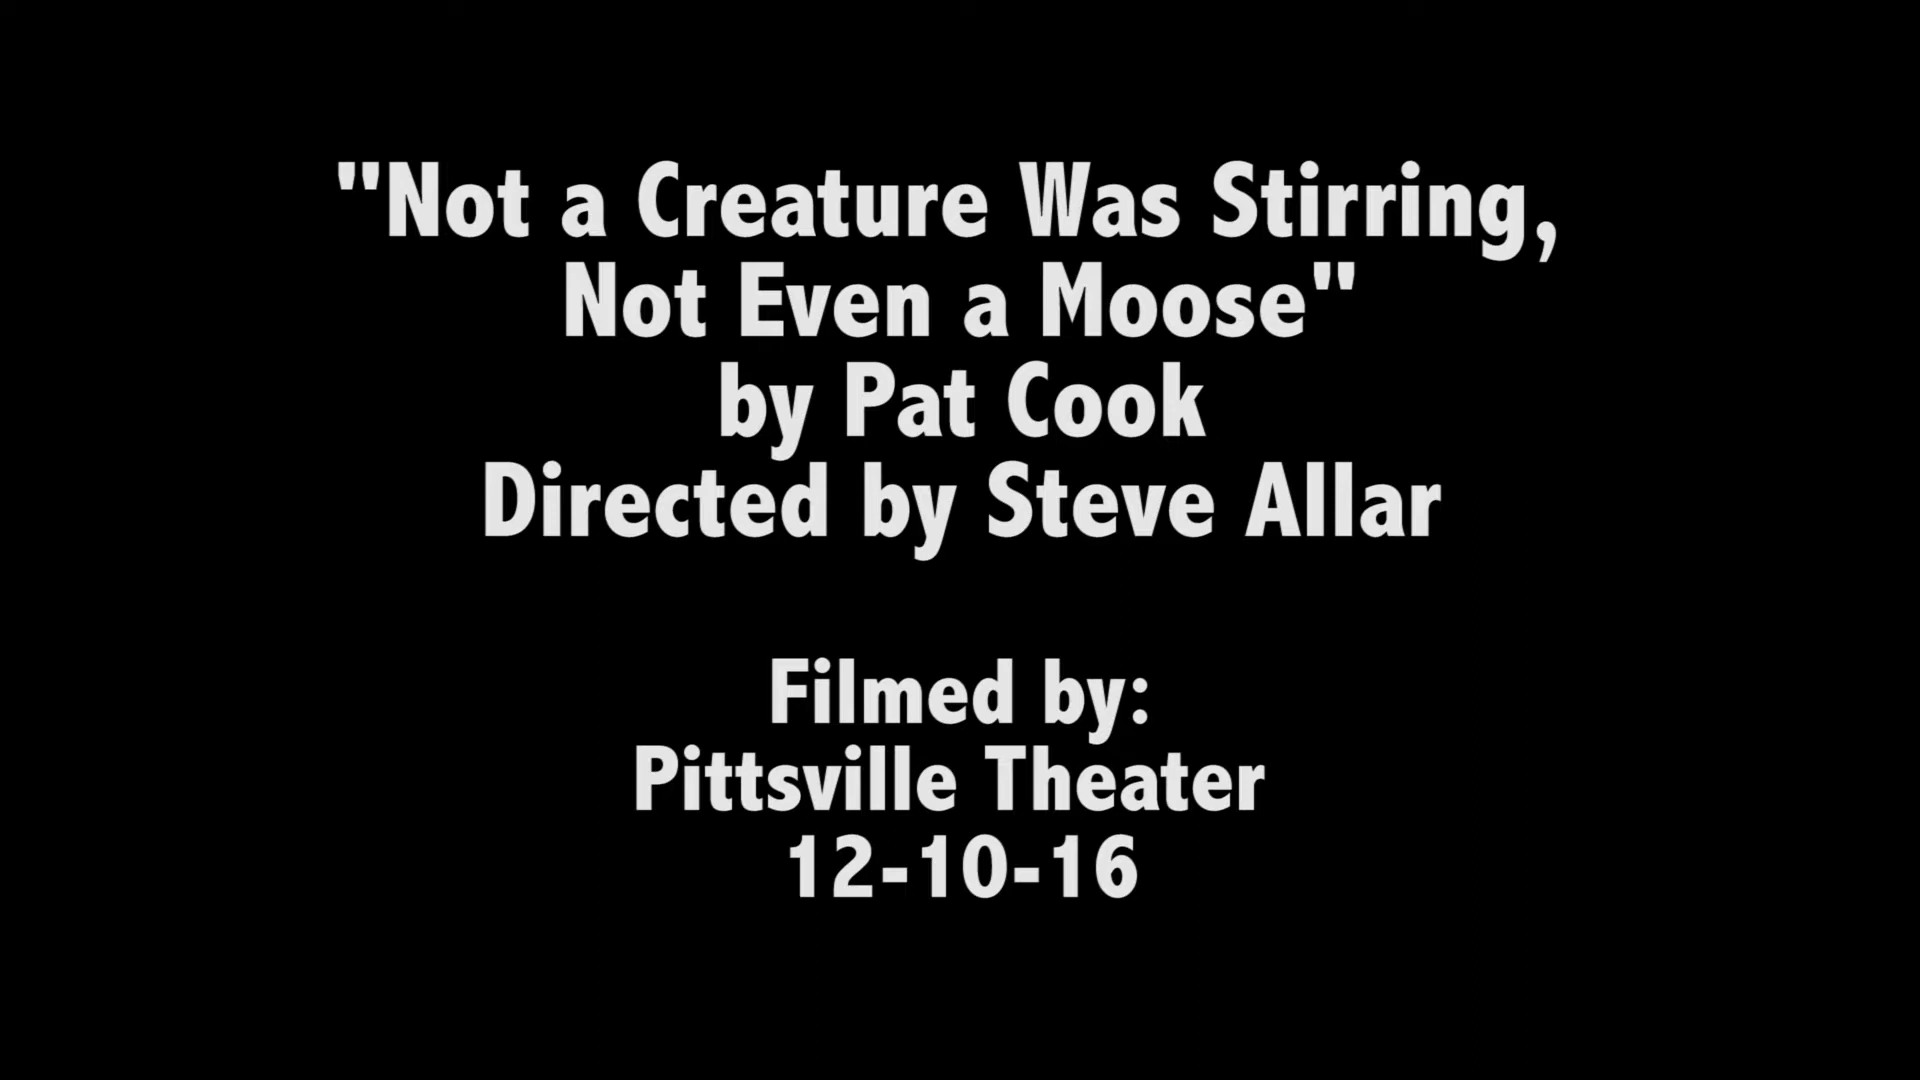 "Not a Creature Was Stirring,
Not Even a Moose"
by Pat Cook
Directed by Steve Allar
Filmed by:
Pittsville Theater
12-10-16